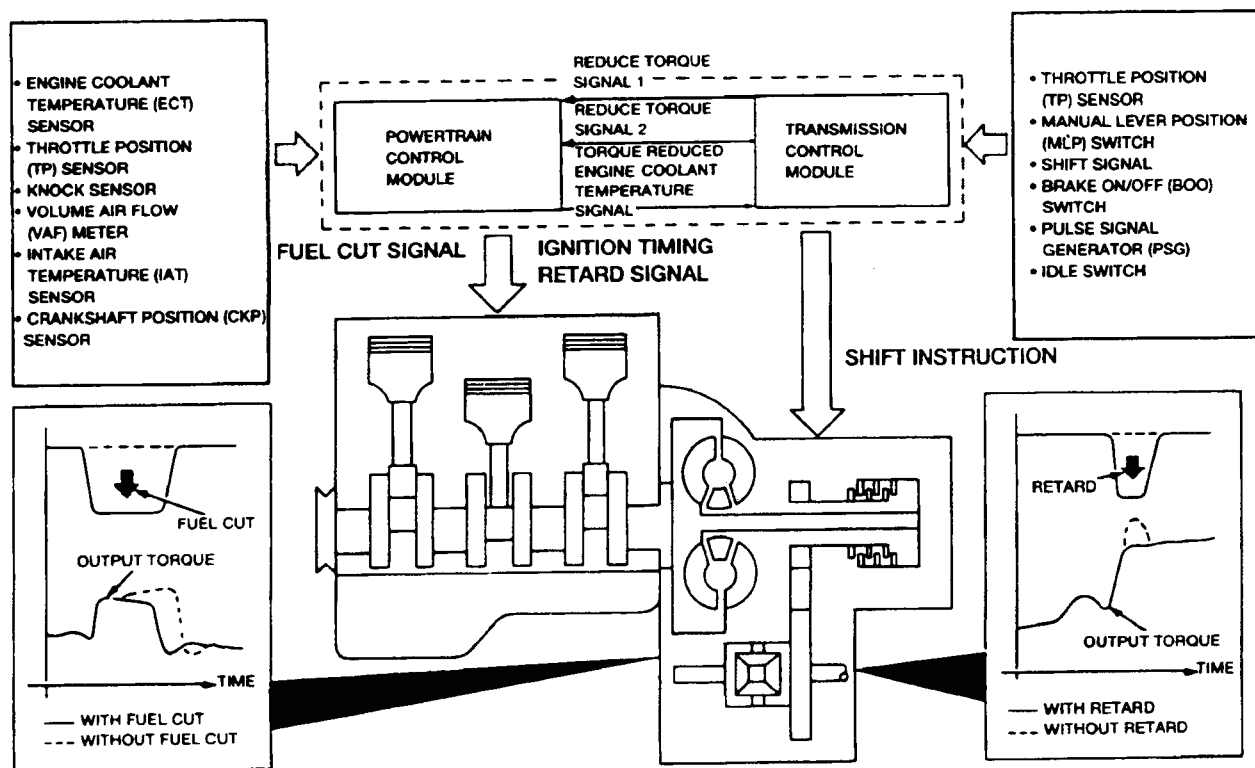 • ENGINE COOLANT
TEMPERATURE (ECT)
SENSOR
• THROTTLE POSITION
(TP) SENSOR
• KNOCK SENSOR
• VOLUME AIR FLOW
(VAF) METER
• INTAKE AIR
TEMPERATURE (IAT)
SENSOR
• CRANKSHAFT POSITION (CKP)
SENSOR
REDUCE TORQUE
SIGNAL 1
REDUCE TORQUE
SIGNAL 2
TORQUE REDUCED
ENGINE COOLANT
TEMPERATURE
SIGNAL
POWERTRAIN
CONTROL
MODULE
TRANSMISSION
CONTROL
MODULE
• THROTTLE POSITION
(TP) SENSOR
• MANUAL LEVER POSITION
(MLP) SWITCH
• SHIFT SIGNAL
• BRAKE ON/OFF (BOO)
SWITCH
• PULSE SIGNAL
GENERATOR (PSG)
• IDLE SWITCH
FUEL CUT SIGNAL
IGNITION TIMING
RETARD SIGNAL
SHIFT INSTRUCTION
FUEL CUT
OUTPUT TORQUE
TIME
WITH FUEL CUT
WITHOUT FUEL CUT
RETARD
OUTPUT TORQUE
TIME
WITH RETARD
WITHOUT RETARD